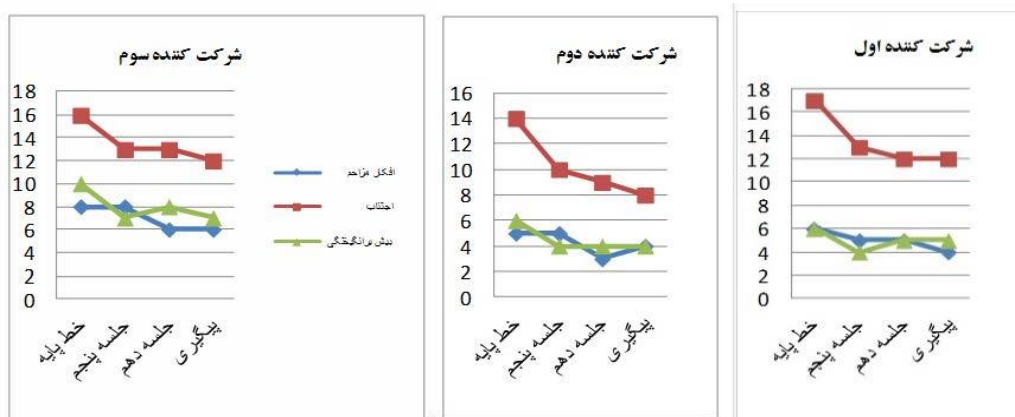 شرکت کننده اول
18
16
14
12
10
8
6
4
2
0
خط پایه
جلسه پنجم
جلسه دهم
پیگیری
شرکت کننده دوم
16
14
12
10
8
6
4
2
0
خط پایه
جلسه پنجم
جلسه دهم
پیگیری
شرکت کننده سوم
18
16
14
12
10
8
6
4
2
0
خط پایه
جلسه پنجم
جلسه دهم
پیگیری
افکار مزاحم
اجتناب
بیش برانگیختگی